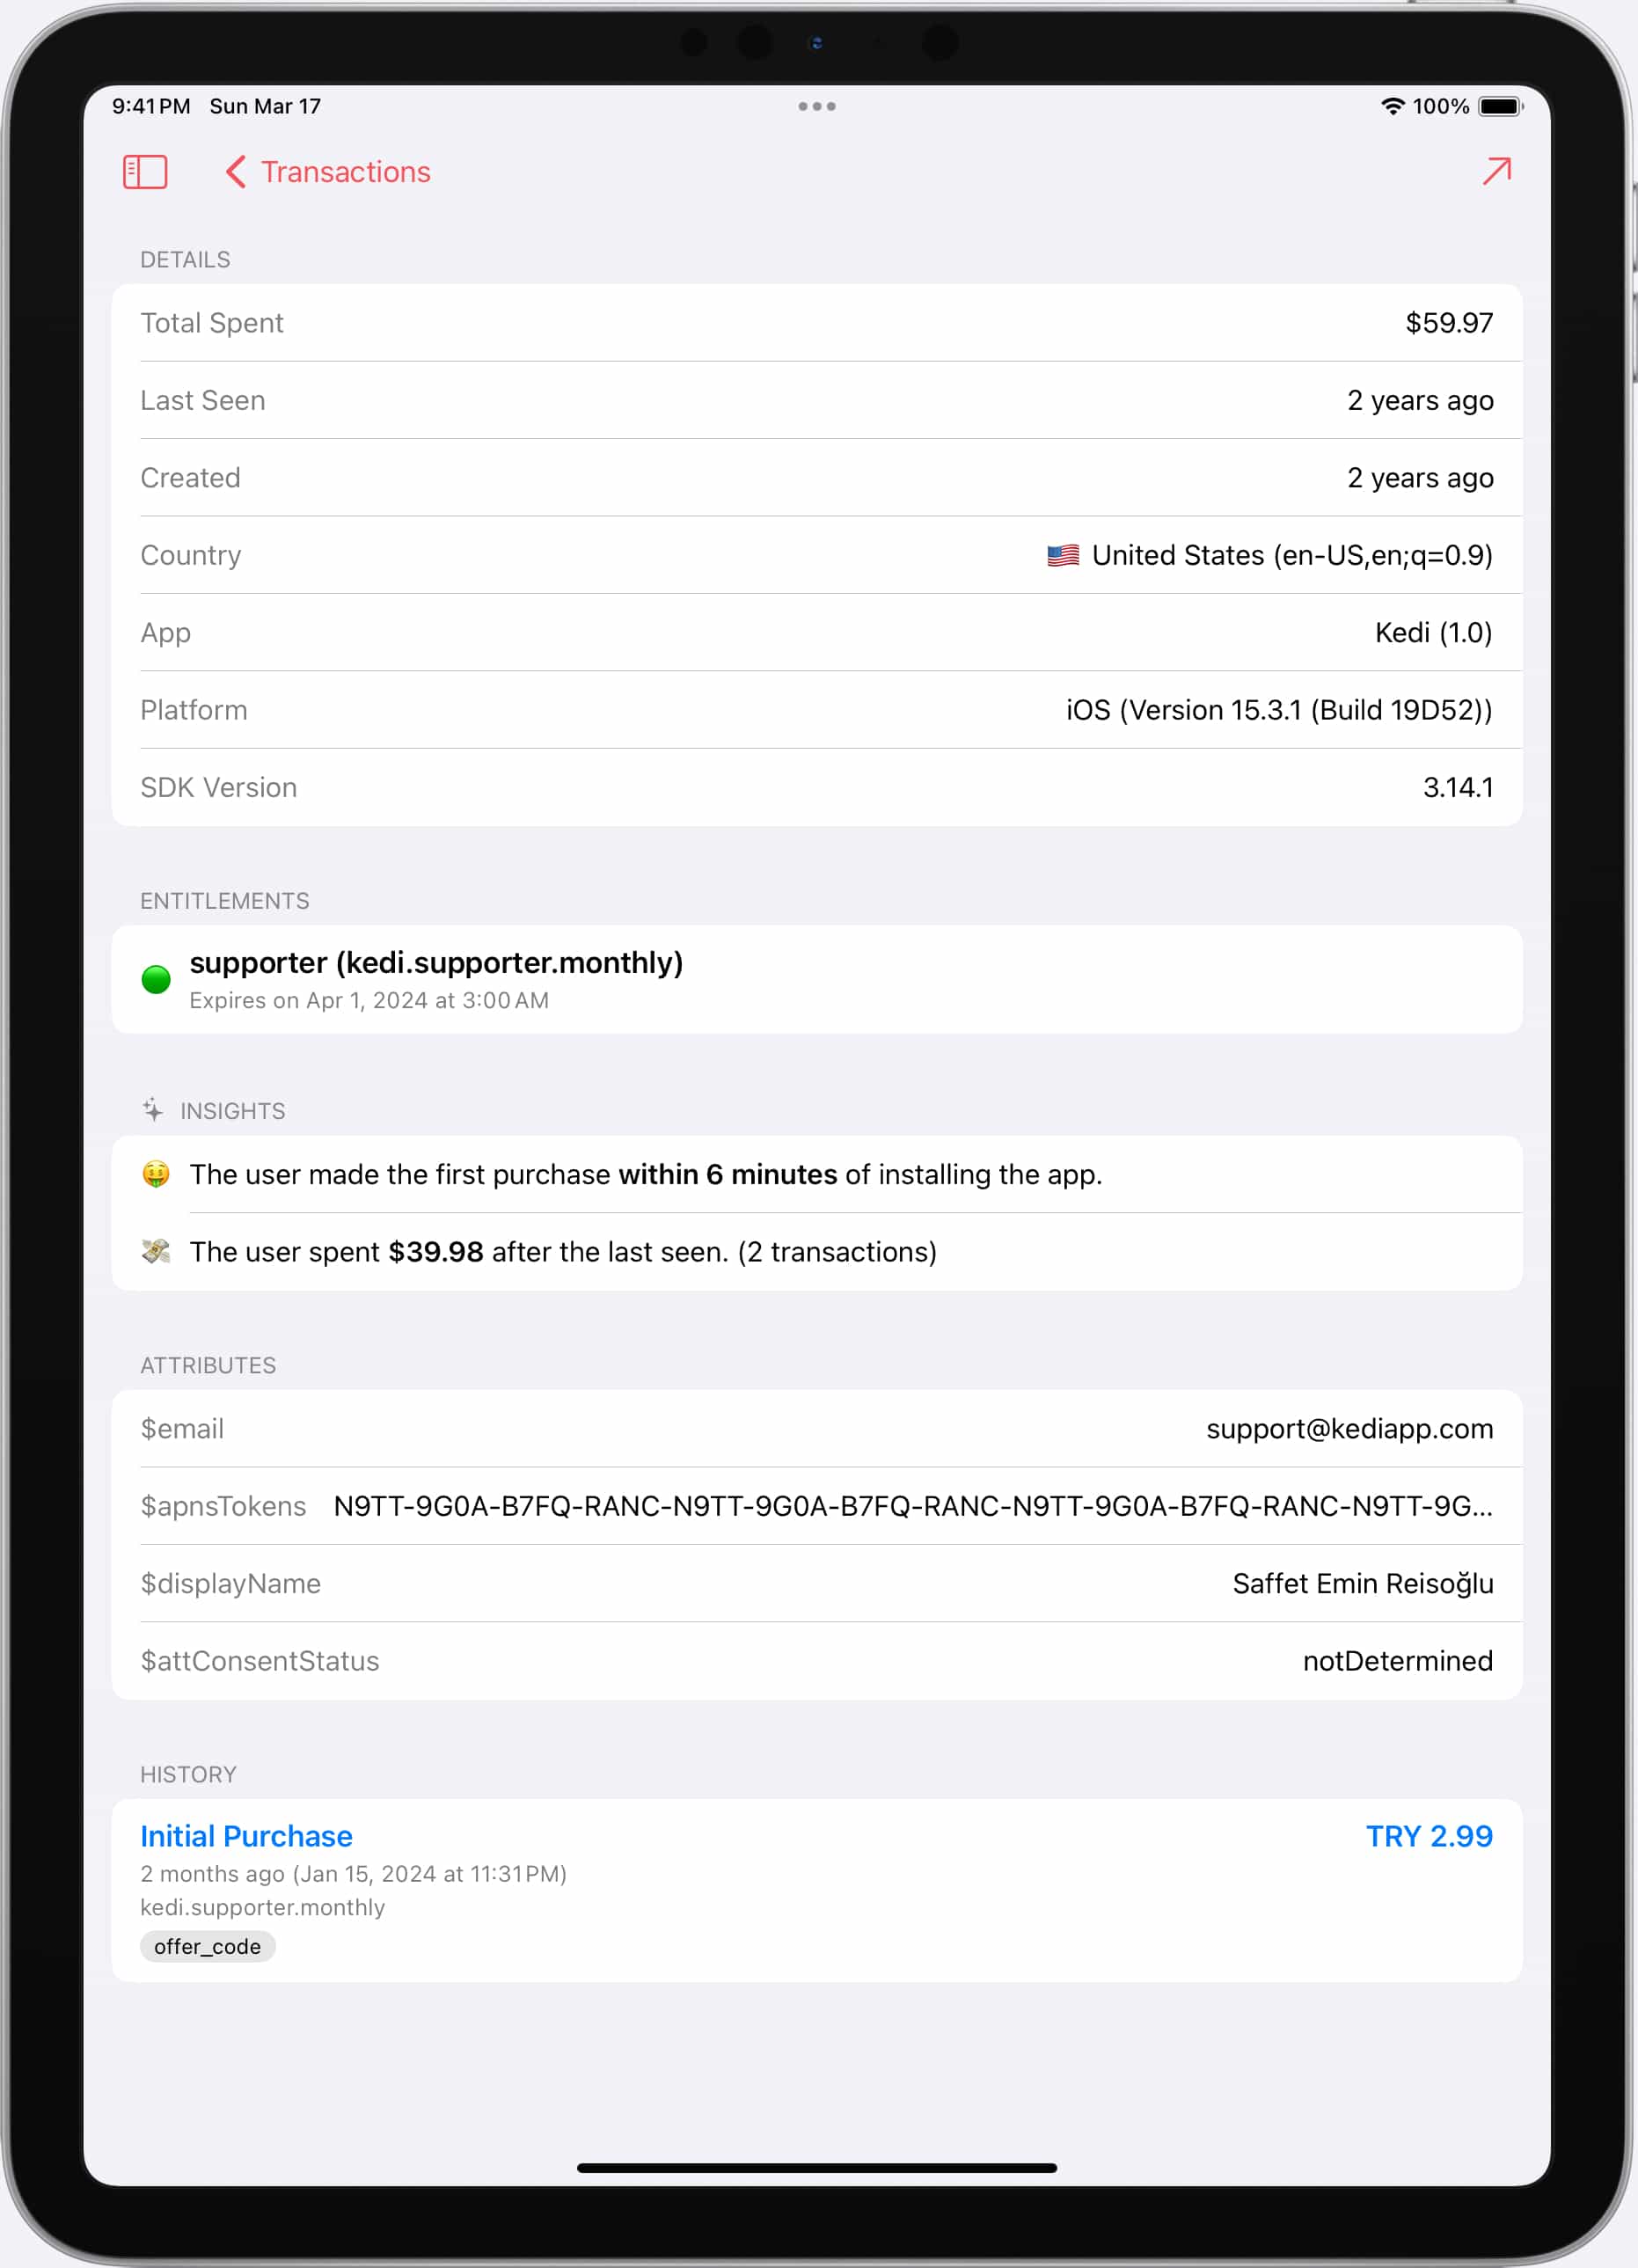 9:41 PM Sun Mar 17
100%
Transactions
DETAILS
Total Spent $59.97
Last Seen 2 years ago
Created 2 years ago
Country 🇺🇸 United States (en-US,en;q=0.9)
App Kedi (1.0)
Platform iOS (Version 15.3.1 (Build 19D52))
SDK Version 3.14.1
ENTITLEMENTS
supporter (kedi.supporter.monthly)
Expires on Apr 1, 2024 at 3:00 AM
INSIGHTS
🤑 The user made the first purchase within 6 minutes of installing the app.
💸 The user spent $39.98 after the last seen. (2 transactions)
ATTRIBUTES
$email support@kediapp.com
$apnsTokens N9TT-9G0A-B7FQ-RANC-N9TT-9G0A-B7FQ-RANC-N9TT-9G0A-B7FQ-RANC-N9TT-9G...
$displayName Saffet Emin Reisoğlu
$attConsentStatus notDetermined
HISTORY
Initial Purchase TRY 2.99
2 months ago (Jan 15, 2024 at 11:31 PM)
kedi.supporter.monthly
offer_code